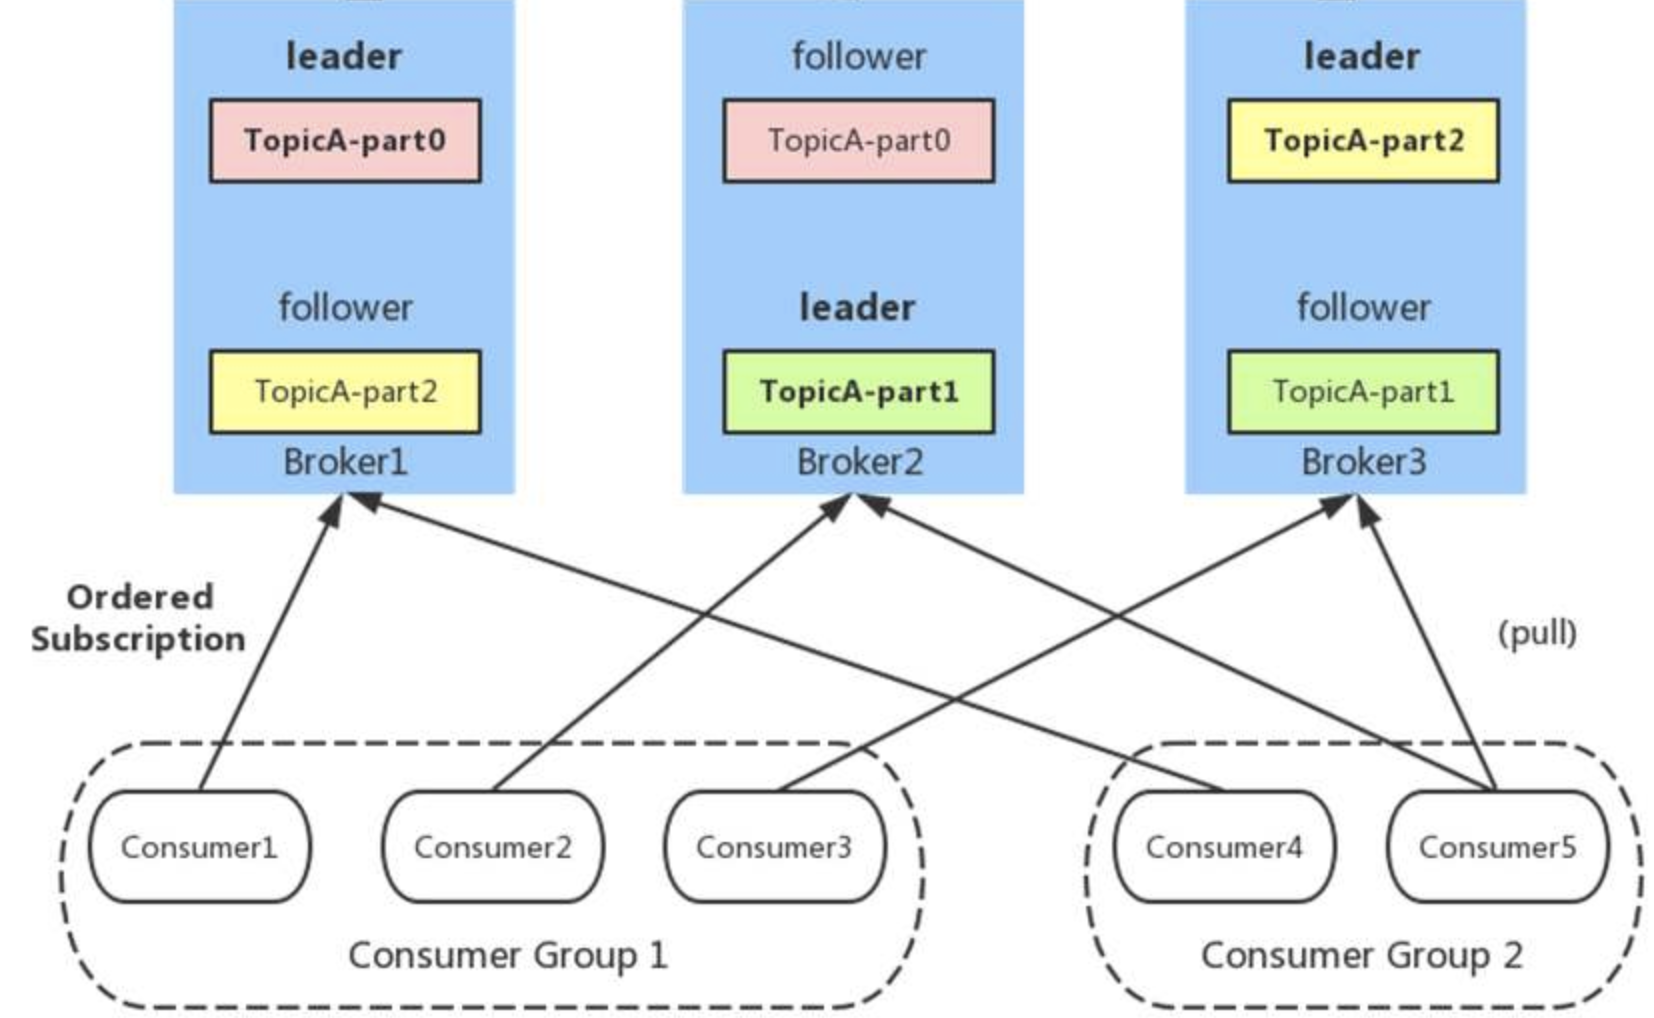 leader
TopicA-part0
follower
TopicA-part2
Broker1
follower
TopicA-part0
leader
TopicA-part1
Broker2
leader
TopicA-part2
follower
TopicA-part1
Broker3
Ordered
Subscription
(pull)
Consumer1
Consumer2
Consumer3
Consumer Group 1
Consumer4
Consumer5
Consumer Group 2